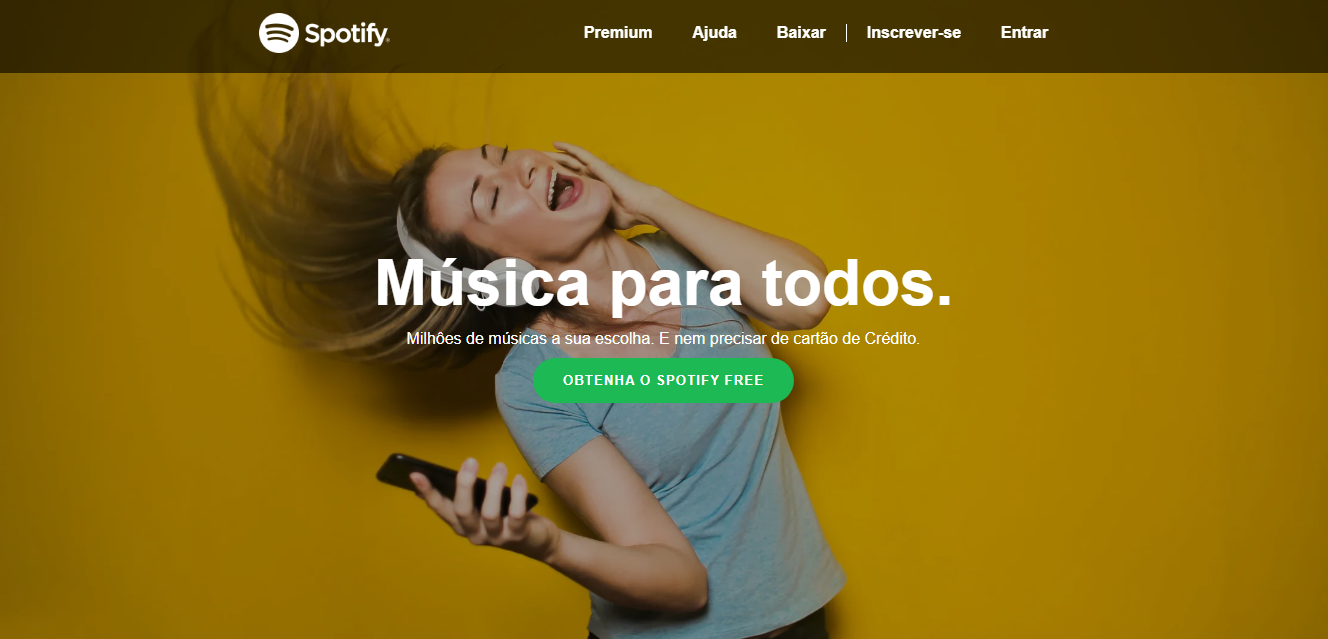 Spotify®
Premium Ajuda Baixar Inscrever-se Entrar
Música para todos.
Milhôes de músicas a sua escolha. E nem precisar de cartão de Crédito.
OBTENHA O SPOTIFY FREE